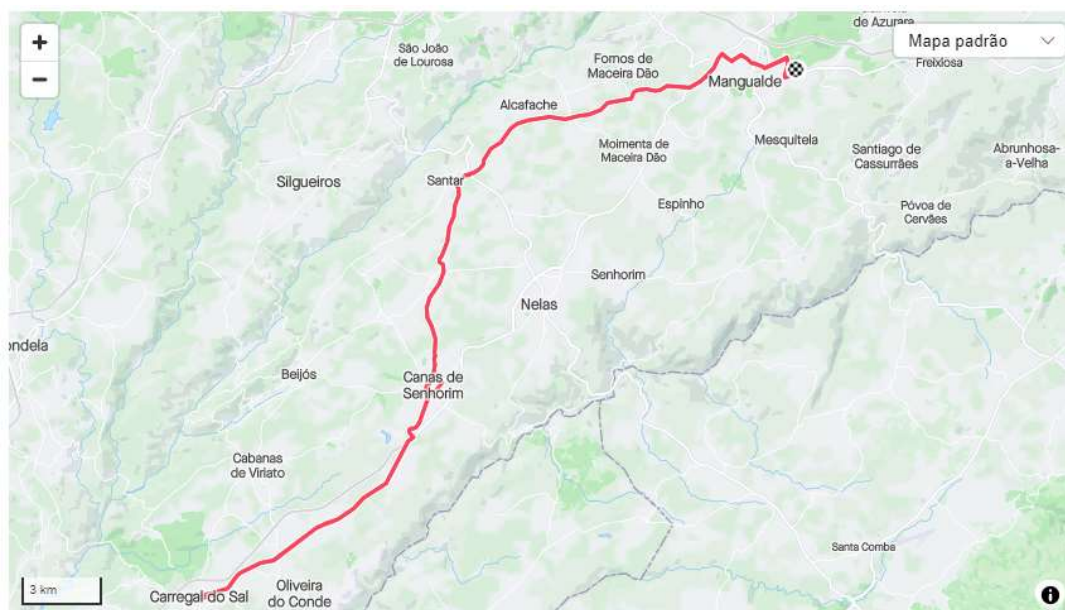 +
−
Mapa padrão
de Azurara
Freixiosa
São João
de Lourosa
Fornos de
Maceira Dão
Mangualde
Alcafache
Moimenta de
Maceira Dão
Mesquitela
Santiago de
Cassurrães
Abrunhosa-
a-Velha
Silgueiros
Santar
Espinho
Póvoa de
Cervães
Senhorim
Nelas
ondela
Beijós
Canas de
Senhorim
Cabanas
de Viriato
Santa Comba
3 km
Carregal do Sal
Oliveira
do Conde
i